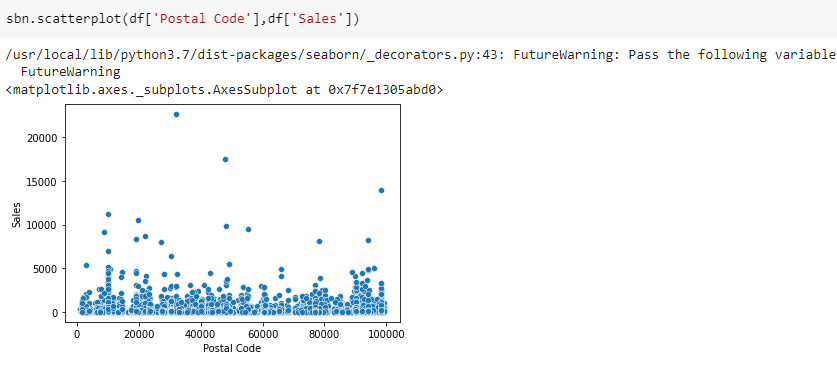 sbn.scatterplot(df['Postal Code'],df['Sales'])
/usr/local/lib/python3.7/dist-packages/seaborn/_decorators.py:43: FutureWarning: Pass the following variable
FutureWarning
<matplotlib.axes._subplots.AxesSubplot at 0x7f7e1305abd0>
20000
15000
10000
5000
0
Sales
0 20000 40000 60000 80000 100000
Postal Code